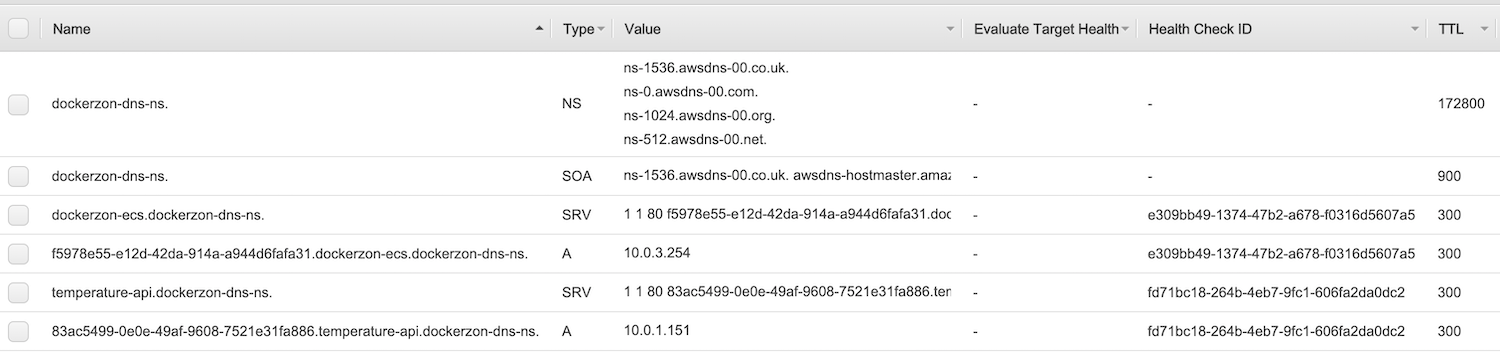 Name Type Value Evaluate Target Health Health Check ID TTL
ns-1536.awsdns-00.co.uk.
ns-0.awsdns-00.com.
dockerzon-dns-ns. NS - - 172800
ns-1024.awsdns-00.org.
ns-512.awsdns-00.net.
dockerzon-dns-ns. SOA ns-1536.awsdns-00.co.uk. awsdns-hostmaster.amaz - - 900
dockerzon-ecs.dockerzon-dns-ns. SRV 1 1 80 f5978e55-e12d-42da-914a-a944d6fafa31.doc - e309bb49-1374-47b2-a678-f0316d5607a5 300
f5978e55-e12d-42da-914a-a944d6fafa31.dockerzon-ecs.dockerzon-dns-ns. A 10.0.3.254 - e309bb49-1374-47b2-a678-f0316d5607a5 300
temperature-api.dockerzon-dns-ns. SRV 1 1 80 83ac5499-0e0e-49af-9608-7521e31fa886.ten - fd71bc18-264b-4eb7-9fc1-606fa2da0dc2 300
83ac5499-0e0e-49af-9608-7521e31fa886.temperature-api.dockerzon-dns-ns. A 10.0.1.151 - fd71bc18-264b-4eb7-9fc1-606fa2da0dc2 300